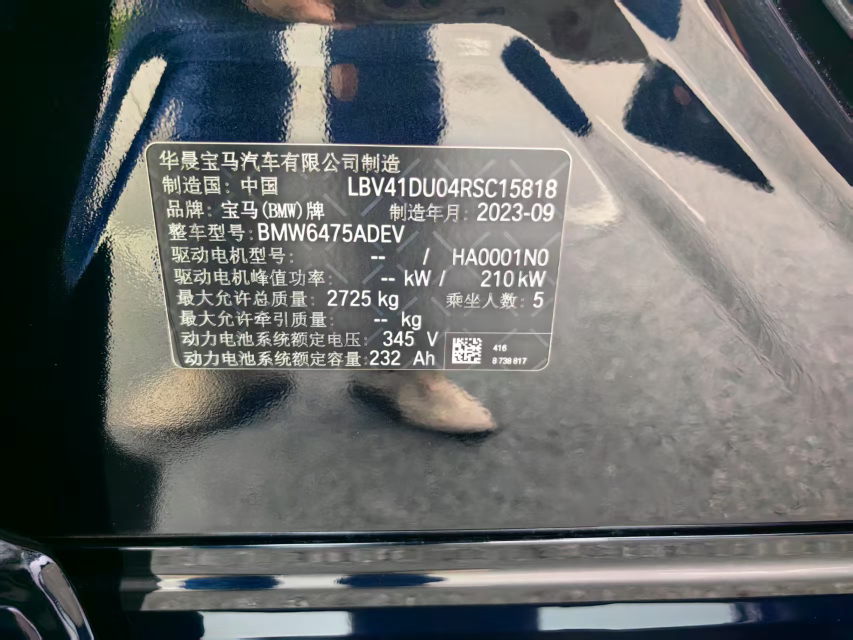 华晟宝马汽车有限公司制造
制造国: 中国 LBV41DU04RSC15818
品牌: 宝马(BMW)牌 制造年月: 2023-09
整车型号: BMW6475ADEV
驱动电机型号: -- / HA0001N0
驱动电机峰值功率: -- kW / 210 kW
最大允许总质量: 2725 kg 乘坐人数: 5
最大允许牵引质量: -- kg
动力电池系统额定电压: 345 V
动力电池系统额定容量: 232 Ah
416
8 738 817